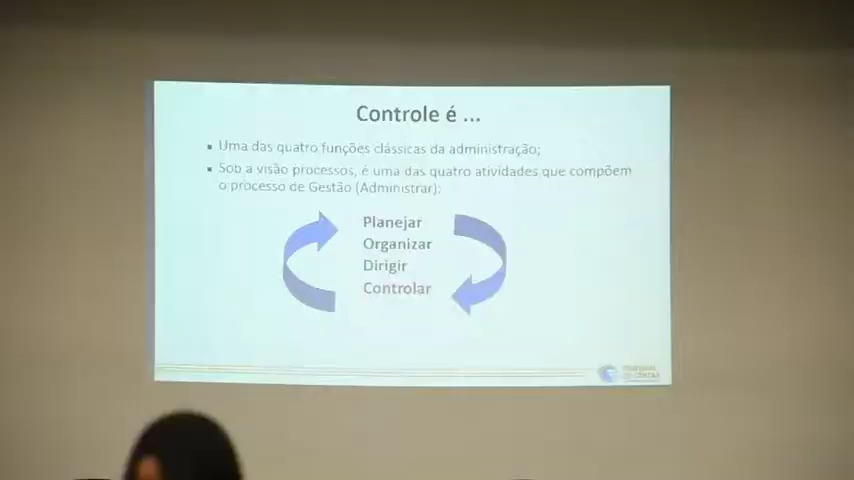 Controle é ...
▪ Uma das quatro funções clássicas da administração;
▪ Sob a visão processos, é uma das quatro atividades que compõem
o processo de Gestão (Administrar):
Planejar
Organizar
Dirigir
Controlar